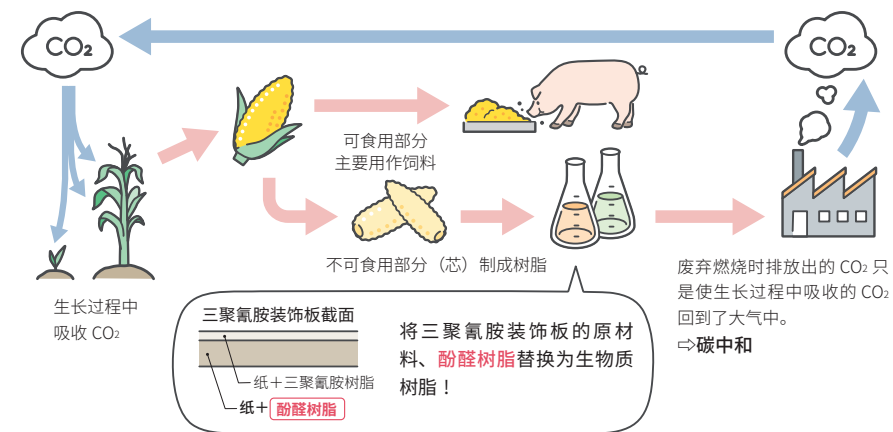 CO₂
CO₂
可食用部分
主要用作饲料
不可食用部分（芯）制成树脂
生长过程中
吸收 CO₂
废弃燃烧时排放出的 CO₂ 只
是使生长过程中吸收的 CO₂
回到了大气中。
⇨碳中和
三聚氰胺装饰板截面
纸＋三聚氰胺树脂
纸＋酚醛树脂
将三聚氰胺装饰板的原材
料、酚醛树脂替换为生物质
树脂！